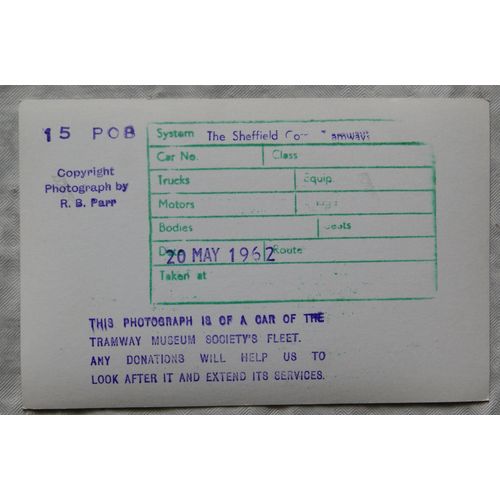 15 POB
Copyright
Photograph by
R. B. Parr
System The Sheffield
Car No. Class
Trucks Equip.
Motors
Bodies Seats
Date 20 MAY 1962 Route
Taken at
THIS PHOTOGRAPH IS OF A CAR OF THE
TRAMWAY MUSEUM SOCIETY'S FLEET.
ANY DONATIONS WILL HELP US TO
LOOK AFTER IT AND EXTEND ITS SERVICES.